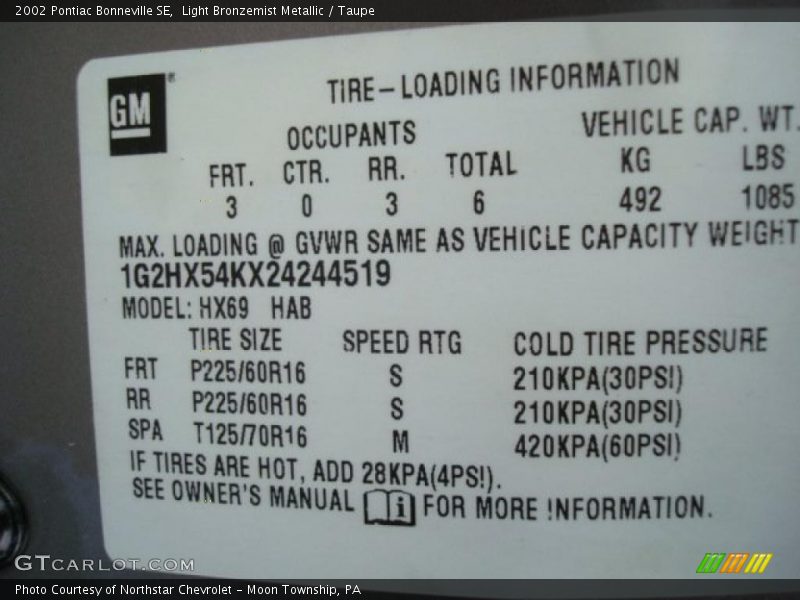 2002 Pontiac Bonneville SE,  Light Bronzemist Metallic / Taupe
GM®
TIRE-LOADING INFORMATION
OCCUPANTS VEHICLE CAP. WT.
FRT. CTR. RR. TOTAL KG LBS
3 0 3 6 492 1085
MAX. LOADING @ GVWR SAME AS VEHICLE CAPACITY WEIGHT
1G2HX54KX24244519
MODEL: HX69 HAB
TIRE SIZE SPEED RTG COLD TIRE PRESSURE
FRT P225/60R16 S 210KPA(30PSI)
RR P225/60R16 S 210KPA(30PSI)
SPA T125/70R16 M 420KPA(60PSI)
IF TIRES ARE HOT, ADD 28KPA(4PSI).
SEE OWNER'S MANUAL i FOR MORE INFORMATION.
GTCARLOT.COM
Photo Courtesy of Northstar Chevrolet - Moon Township, PA